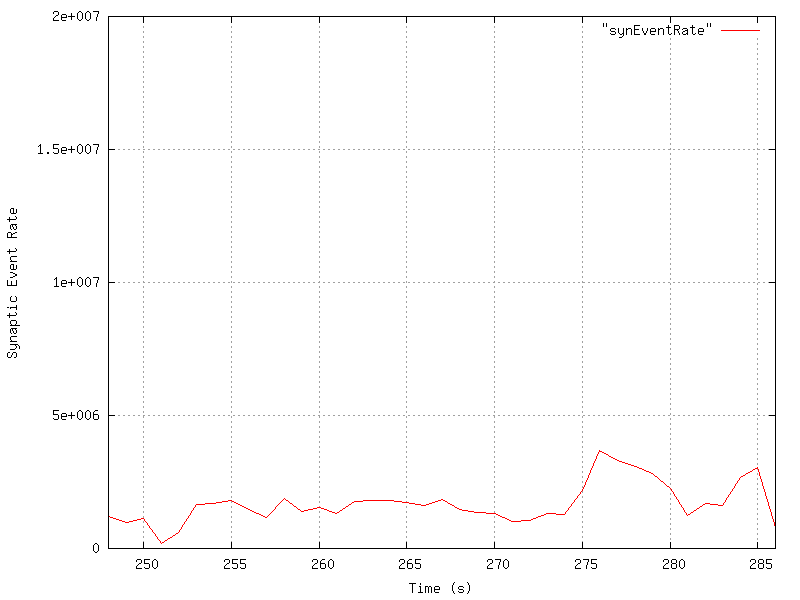 2e+007
"synEventRate"
1.5e+007
1e+007
5e+006
0
Synaptic Event Rate
250 255 260 265 270 275 280 285
Time (s)